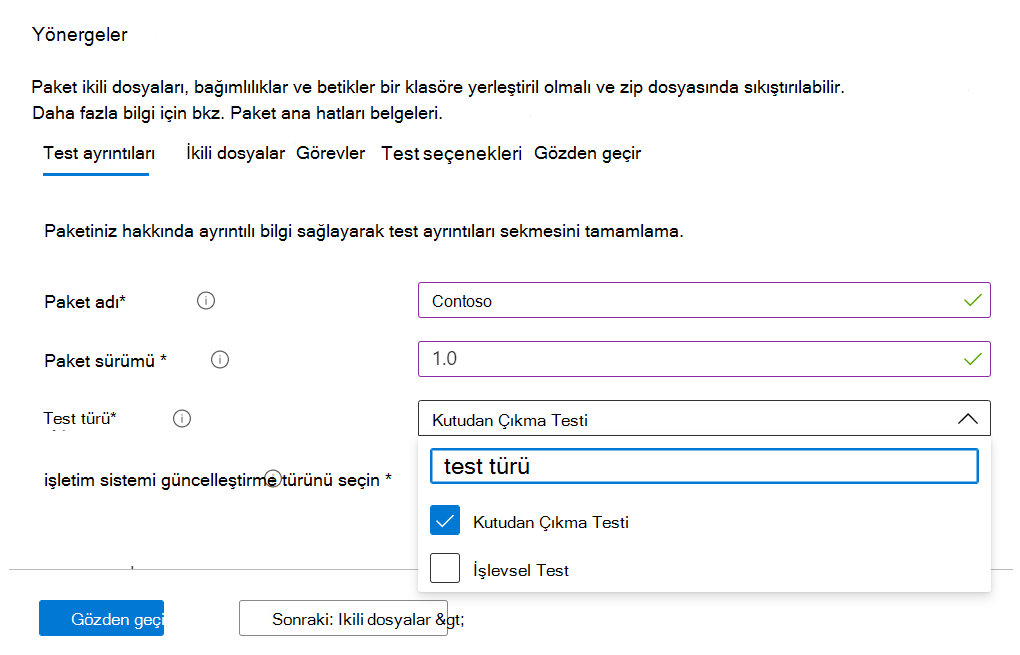 Yönergeler
Paket ikili dosyaları, bağımlılıklar ve betikler bir klasöre yerleştiril olmalı ve zip dosyasında sıkıştırılabilir.
Daha fazla bilgi için bkz. Paket ana hatları belgeleri.
Test ayrıntıları İkili dosyalar Görevler Test seçenekleri Gözden geçir
Paketiniz hakkında ayrıntılı bilgi sağlayarak test ayrıntıları sekmesini tamamlama.
Paket adı* Contoso
Paket sürümü * 1.0
Test türü* Kutudan Çıkma Testi
test türü
işletim sistemi güncelleştirme türünü seçin *
Kutudan Çıkma Testi
İşlevsel Test
Gözden geçi Sonraki: Ikili dosyalar &gt;